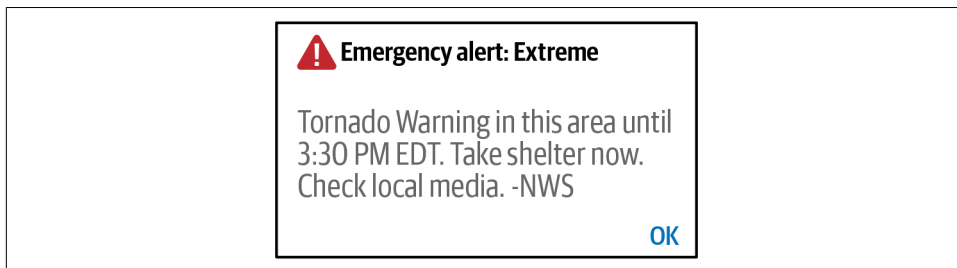 Emergency alert: Extreme
Tornado Warning in this area until
3:30 PM EDT. Take shelter now.
Check local media. -NWS
OK